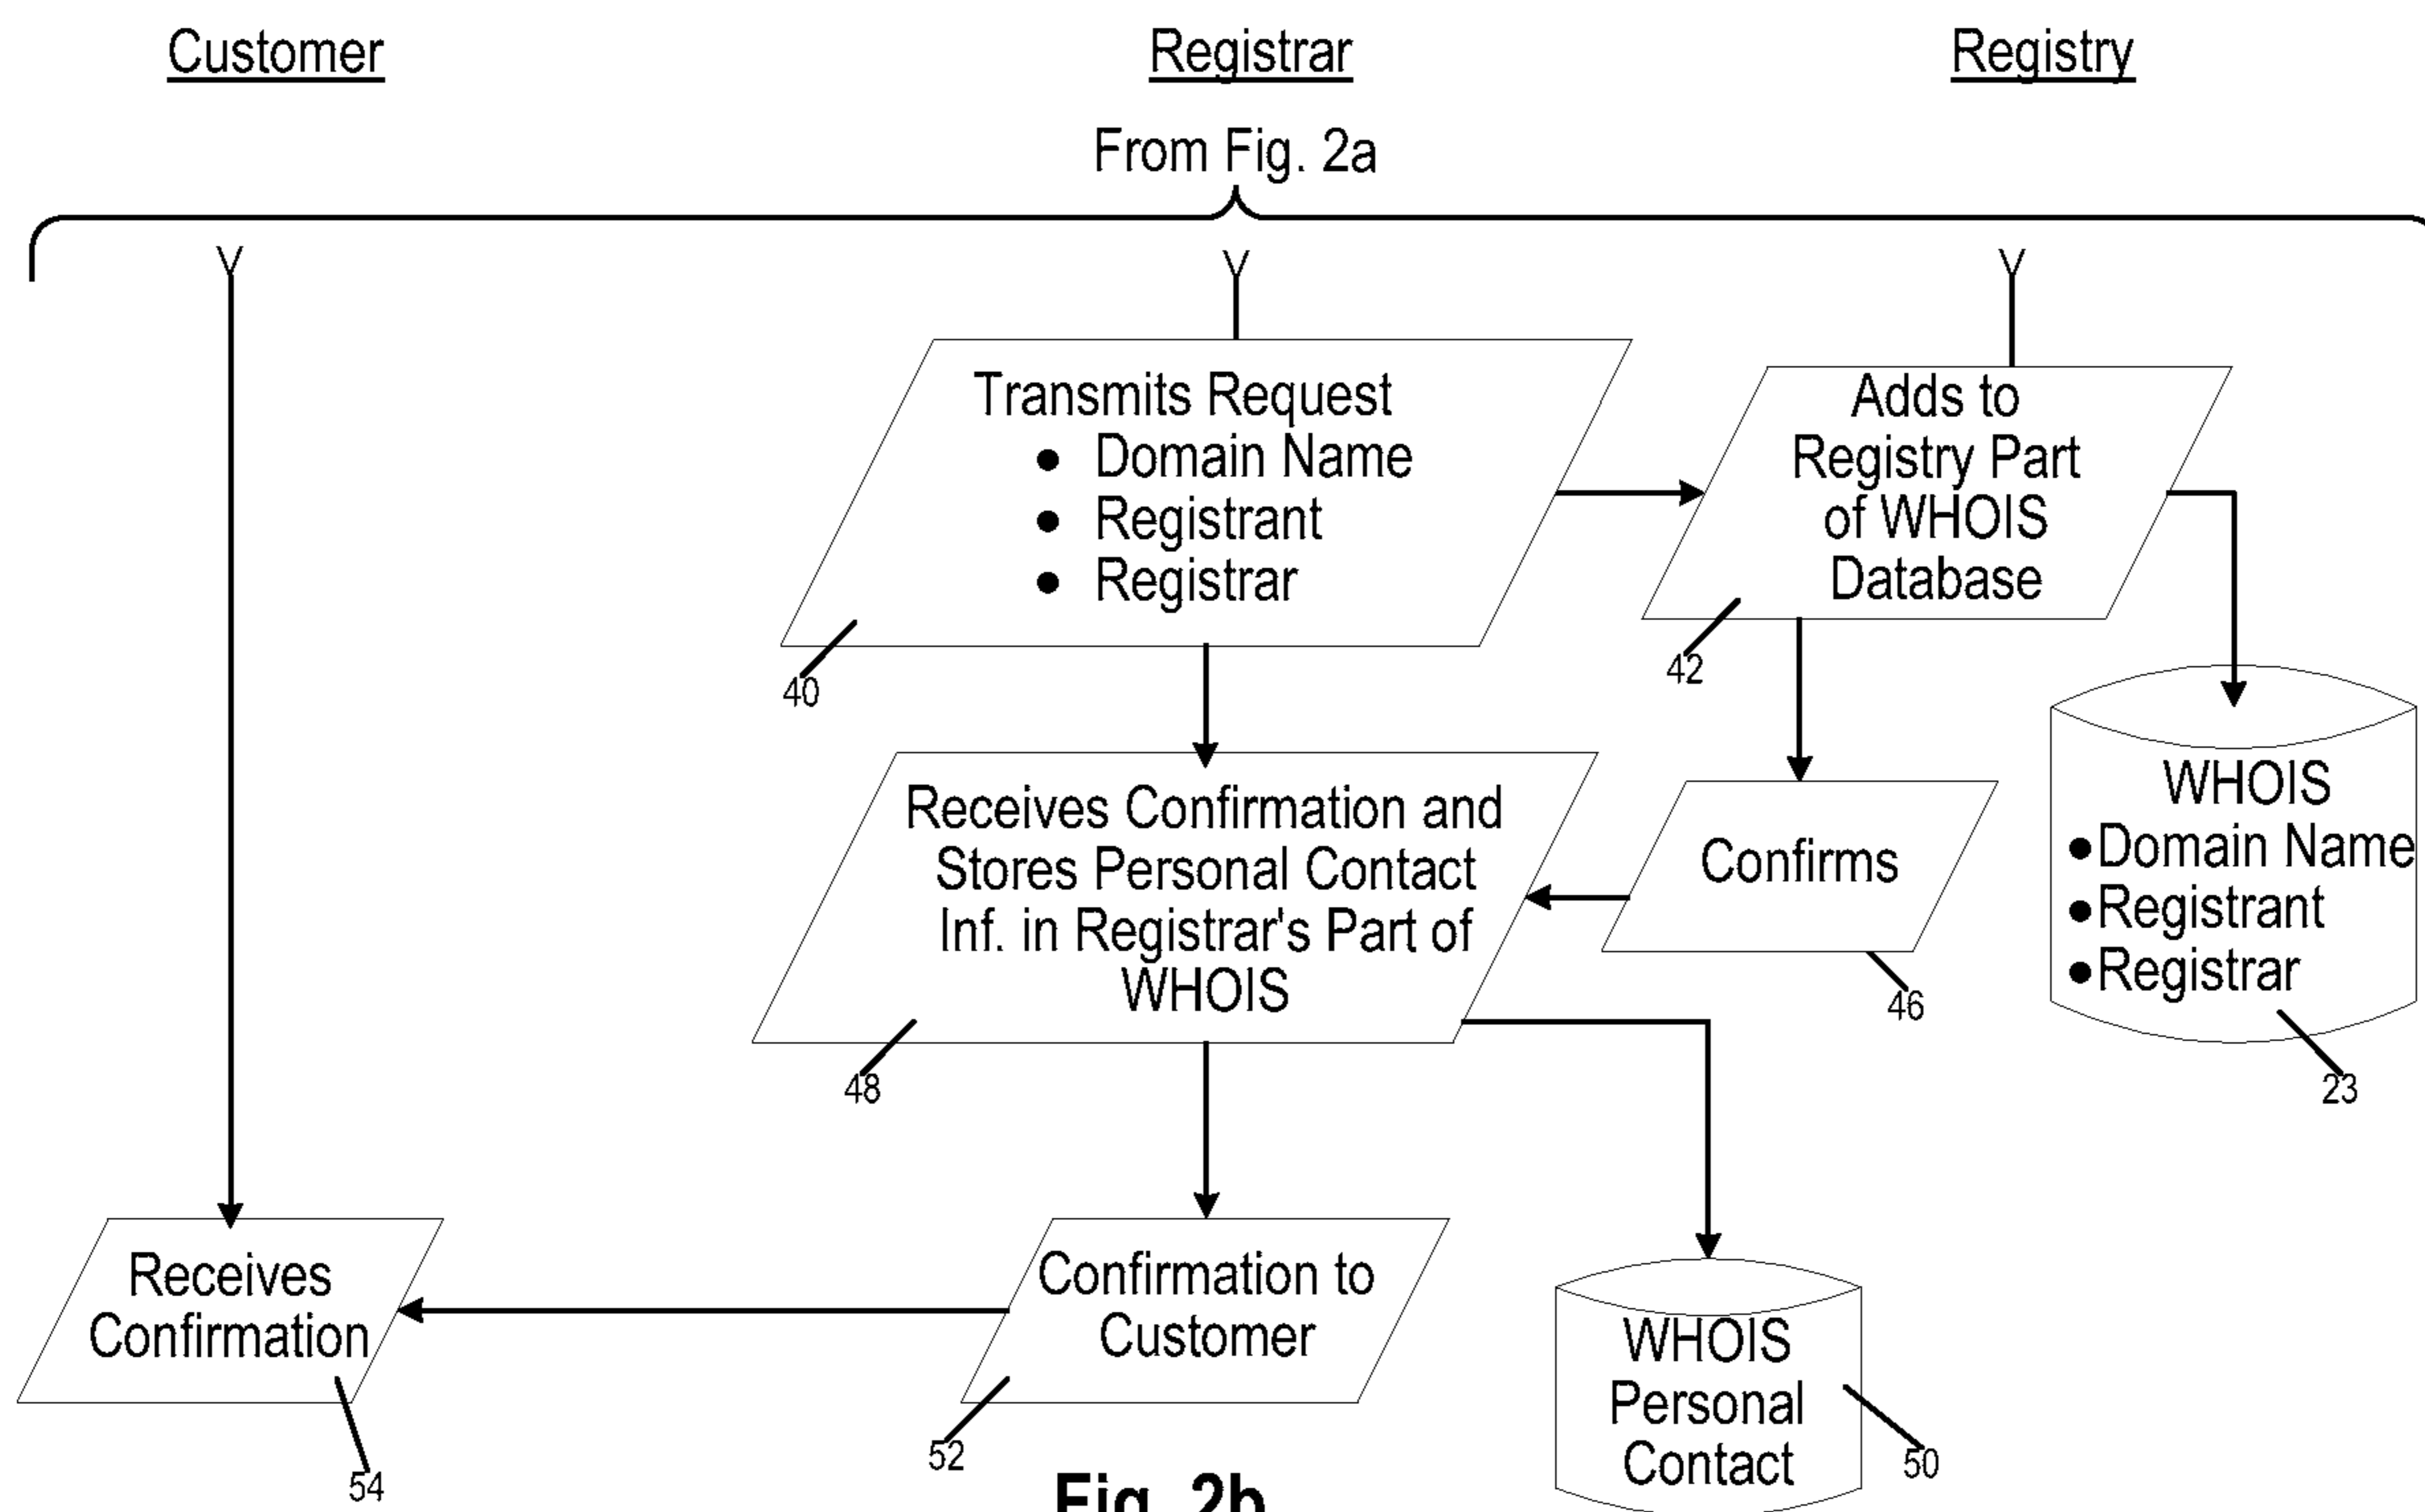 Customer
Registrar
Registry
From Fig. 2a
Transmits Request
• Domain Name
• Registrant
• Registrar
40
Adds to
Registry Part
of WHOIS
Database
42
WHOIS
•Domain Name
•Registrant
•Registrar
23
Receives Confirmation and
Stores Personal Contact
Inf. in Registrar's Part of
WHOIS
48
Confirms
46
Receives
Confirmation
54
Confirmation to
Customer
52
WHOIS
Personal
Contact
50
Fig. 2b